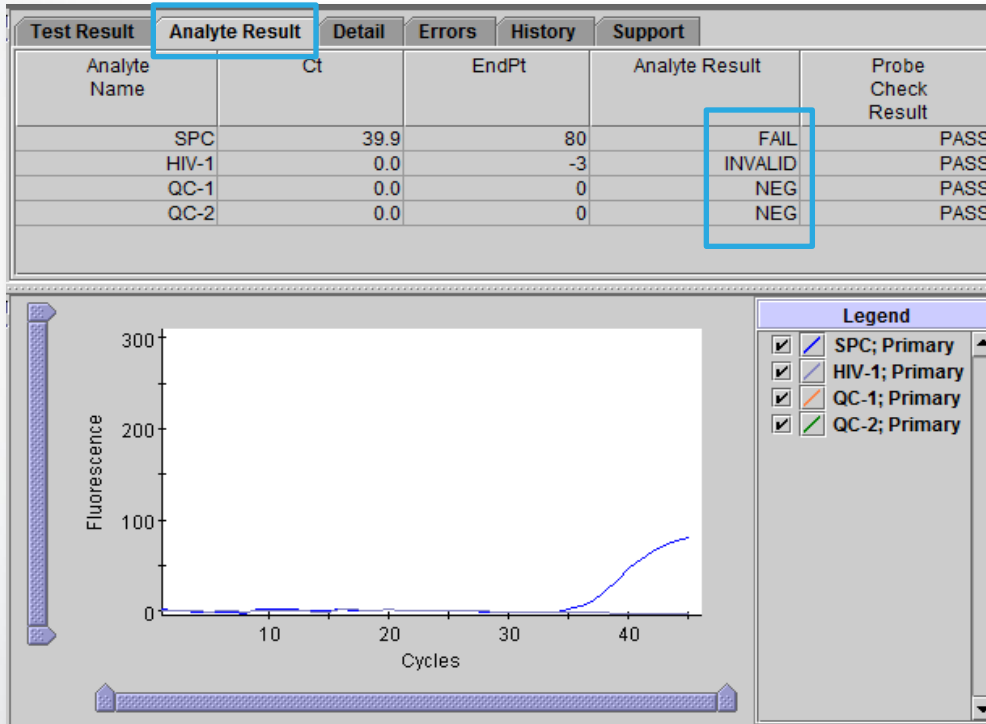 Test Result Analyte Result Detail Errors History Support
Analyte Name Ct EndPt Analyte Result Probe Check Result
SPC 39.9 80 FAIL PASS
HIV-1 0.0 -3 INVALID PASS
QC-1 0.0 0 NEG PASS
QC-2 0.0 0 NEG PASS
300
200
100
0
Fluorescence
10 20 30 40
Cycles
Legend
SPC; Primary
HIV-1; Primary
QC-1; Primary
QC-2; Primary